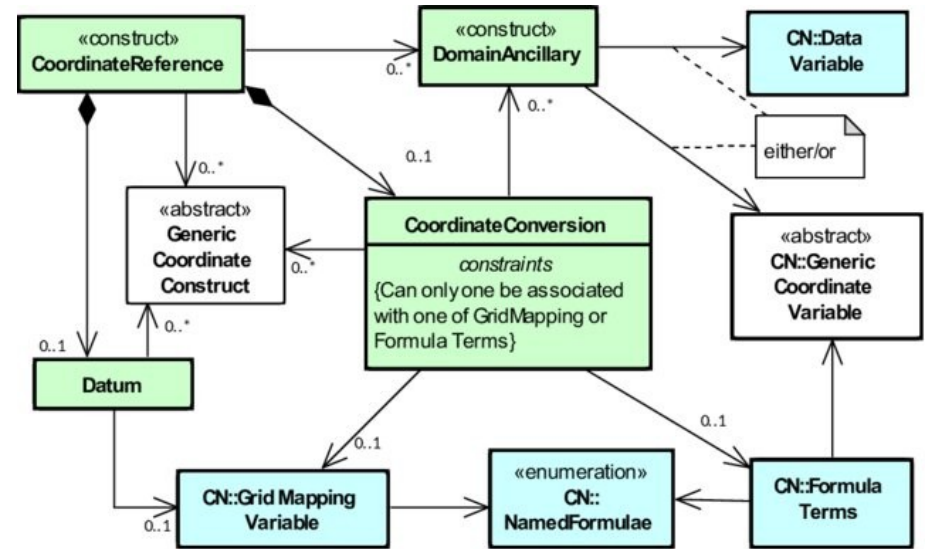 «construct»
CoordinateReference
«construct»
DomainAncillary
CN::Data
Variable
0..*
0..*
either/or
0..1
0..*
«abstract»
Generic
Coordinate
Construct
CoordinateConversion
constraints
{Can only one be associated
with one of GridMapping or
Formula Terms}
«abstract»
CN::Generic
Coordinate
Variable
0..*
0..*
0..1
Datum
0..1
0..1
CN::Grid Mapping
Variable
0..1
«enumeration»
CN::
NamedFormulae
CN::Formula
Terms